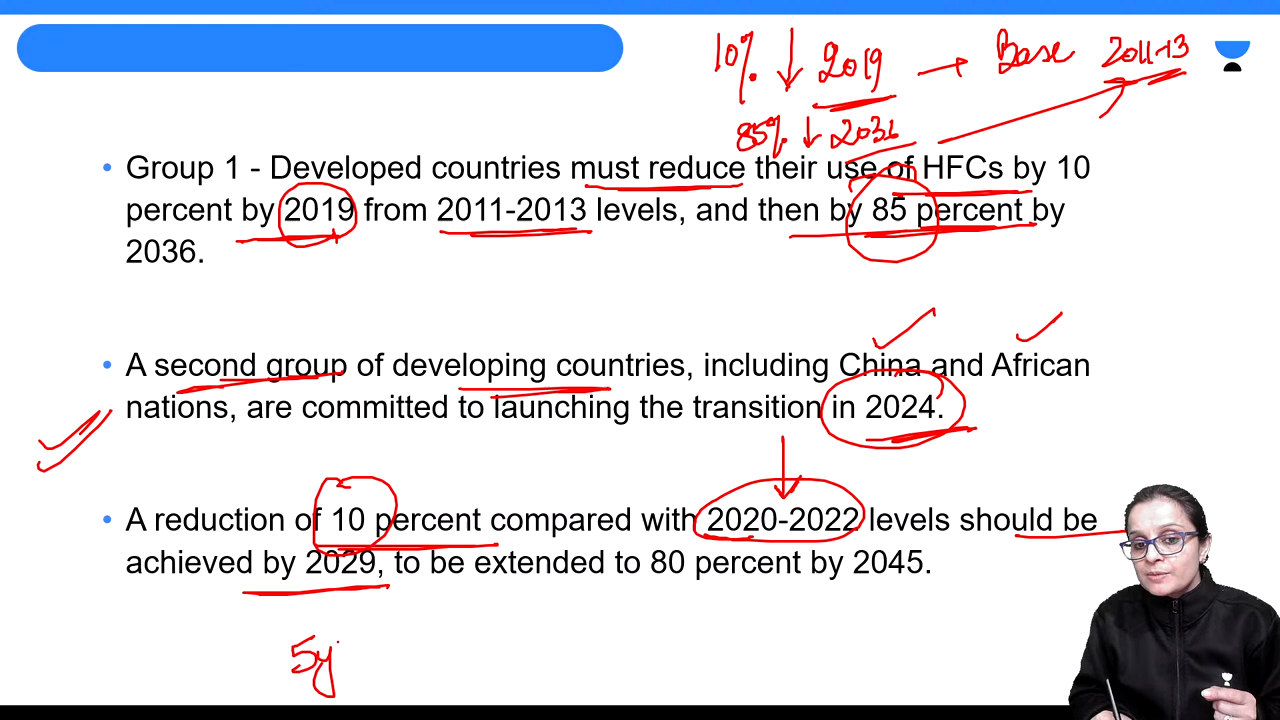 10% ↓ 2019 → Base 2011-13
85% ↓ 2036
• Group 1 - Developed countries must reduce their use of HFCs by 10
percent by 2019 from 2011-2013 levels, and then by 85 percent by
2036.
• A second group of developing countries, including China and African
nations, are committed to launching the transition in 2024.
• A reduction of 10 percent compared with 2020-2022 levels should be
achieved by 2029, to be extended to 80 percent by 2045.
5y